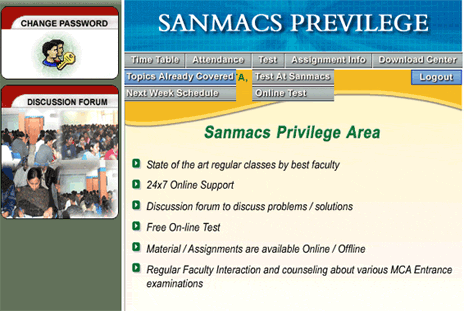 CHANGE PASSWORD
DISCUSSION FORUM
SANMACS PREVILEGE
Time Table Attendance Test Assignment Info Download Center
Topics Already Covered TA, Test At Sanmacs Logout
Next Week Schedule Online Test
Sanmacs Privilege Area
State of the art regular classes by best faculty
24x7 Online Support
Discussion forum to discuss problems / solutions
Free On-line Test
Material / Assignments are available Online / Offline
Regular Faculty Interaction and counseling about various MCA Entrance
examinations